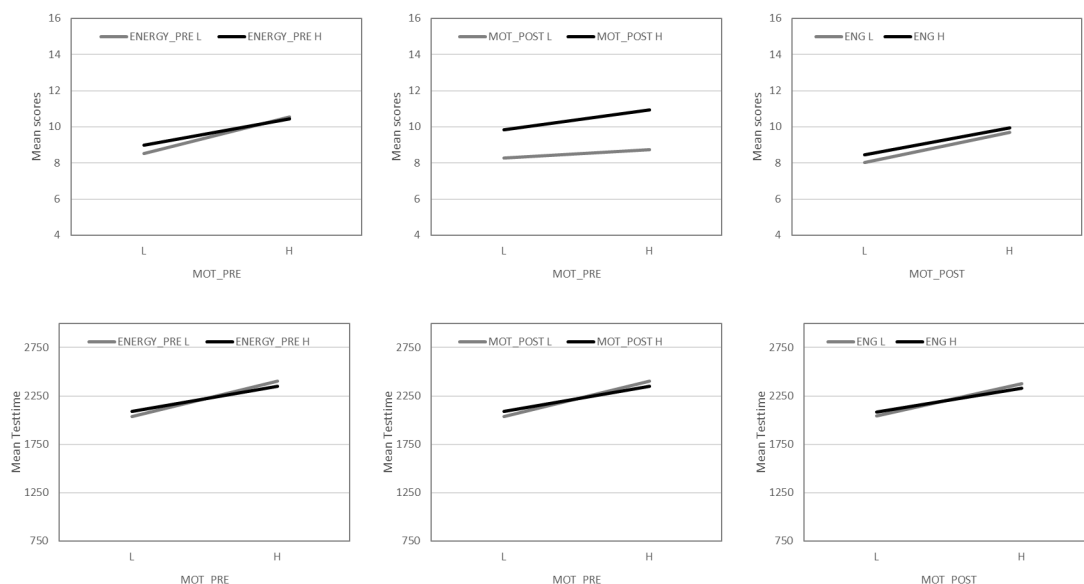 16
14
12
10
8
6
4
Mean scores
ENERGY_PRE L ENERGY_PRE H
L H
MOT_PRE
16
14
12
10
8
6
4
Mean scores
MOT_POST L MOT_POST H
L H
MOT_PRE
16
14
12
10
8
6
4
Mean scores
ENG L ENG H
L H
MOT_POST
2750
2250
1750
1250
750
Mean Testtime
ENERGY_PRE L ENERGY_PRE H
L H
MOT_PRE
2750
2250
1750
1250
750
Mean Testtime
MOT_POST L MOT_POST H
L H
MOT_PRE
2750
2250
1750
1250
750
Mean Testtime
ENG L ENG H
L H
MOT_POST